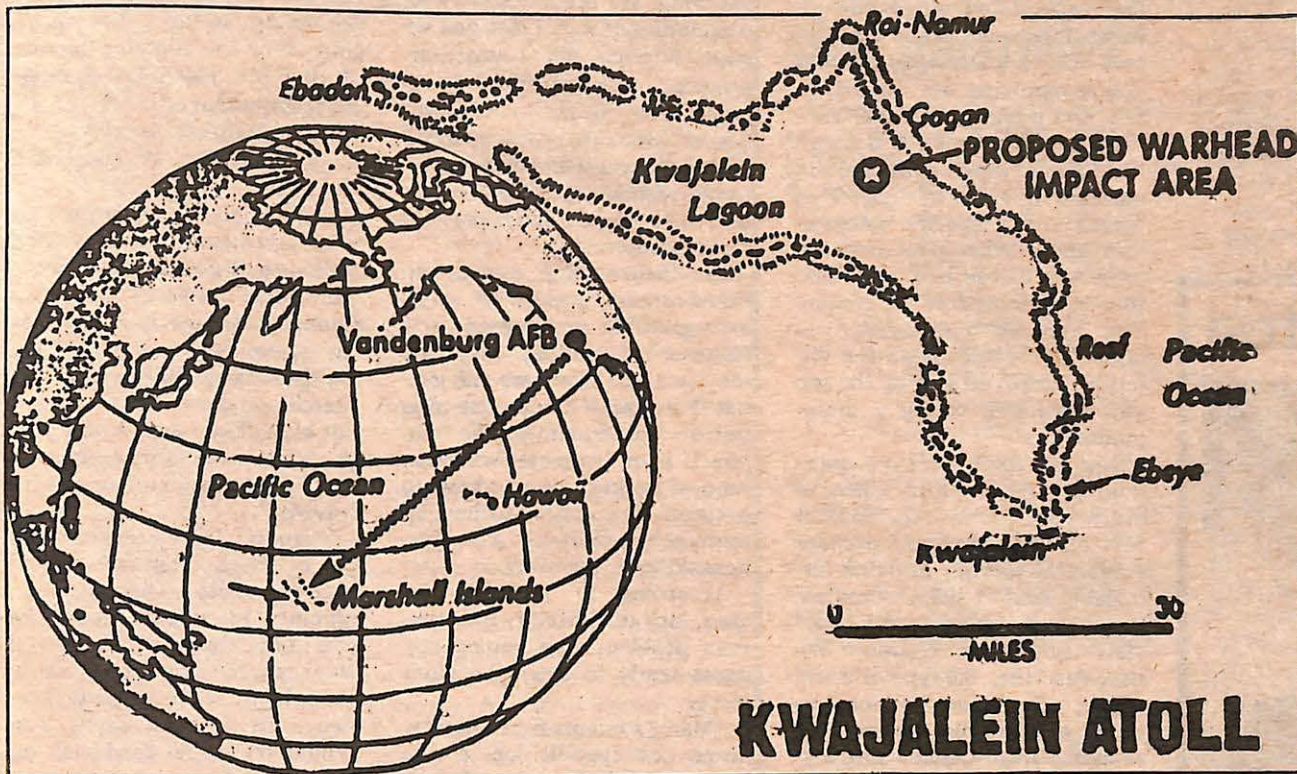 Roi-Namur
Ebadon
Gagan
PROPOSED WARHEAD
IMPACT AREA
Kwajalein
Lagoon
Vandenburg AFB
Reef
Pacific
Ocean
Pacific Ocean
Hawaii
Ebeye
Kwajalein
Marshall Islands
0 30
MILES
KWAJALEIN ATOLL